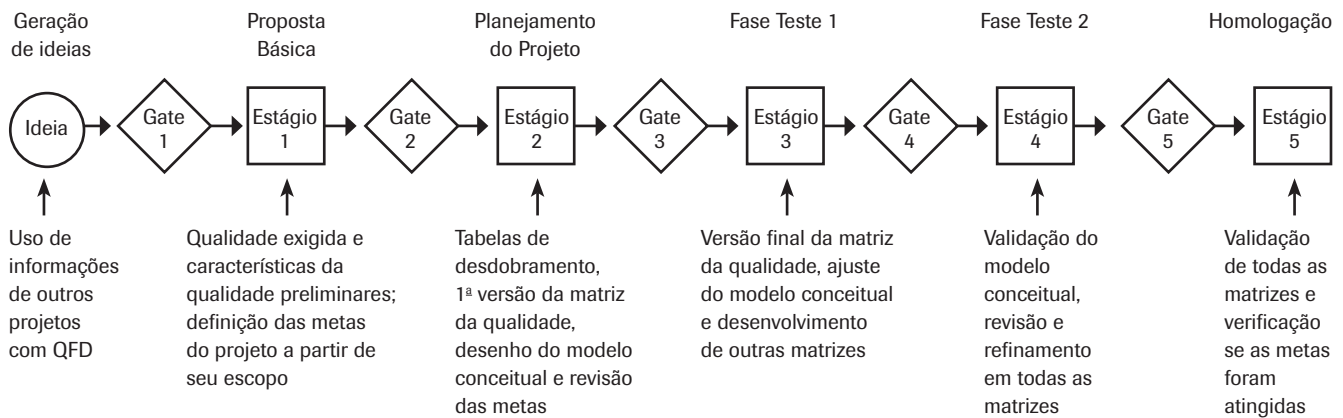 Geração
de ideias
Proposta
Básica
Planejamento
do Projeto
Fase Teste 1
Fase Teste 2
Homologação
Ideia
Gate
1
Estágio
1
Gate
2
Estágio
2
Gate
3
Estágio
3
Gate
4
Estágio
4
Gate
5
Estágio
5
Uso de
informações
de outros
projetos
com QFD
Qualidade exigida e
características da
qualidade preliminares;
definição das metas
do projeto a partir de
seu escopo
Tabelas de
desdobramento,
1ª versão da matriz
da qualidade,
desenho do modelo
conceitual e revisão
das metas
Versão final da matriz
da qualidade, ajuste
do modelo conceitual
e desenvolvimento
de outras matrizes
Validação do
modelo
conceitual,
revisão e
refinamento
em todas as
matrizes
Validação
de todas as
matrizes e
verificação
se as metas
foram
atingidas